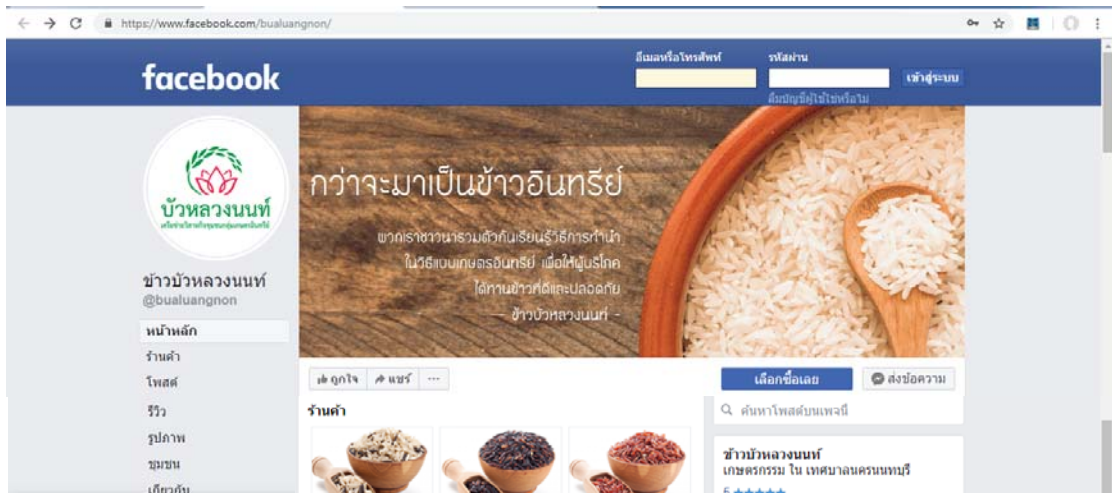 https://www.facebook.com/bualuangnon/
facebook
อีเมลหรือโทรศัพท์
รหัสผ่าน
เข้าสู่ระบบ
ลืมบัญชีผู้ใช้ใช่หรือไม่
บัวหลวงนนท์
ข้าวบัวหลวงนนท์
@bualuangnon
หน้าหลัก
ร้านค้า
โพสต์
รีวิว
รูปภาพ
ชุมชน
เกี่ยวกับ
กว่าจะมาเป็นข้าวอินทรีย์
พวกเราชาวนารวมตัวกันเรียนรู้วิธีการทำนา
ในวิธีแบบเกษตรอินทรีย์ เพื่อให้ผู้บริโภค
ได้ทานข้าวที่ดีและปลอดภัย
— ข้าวบัวหลวงนนท์ -
ถูกใจ
แชร์
...
เลือกซื้อเลย
ส่งข้อความ
ร้านค้า
ค้นหาโพสต์บนเพจนี้
ข้าวบัวหลวงนนท์
เกษตรกรรม ใน เทศบาลนครนนทบุรี
5 ★★★★★